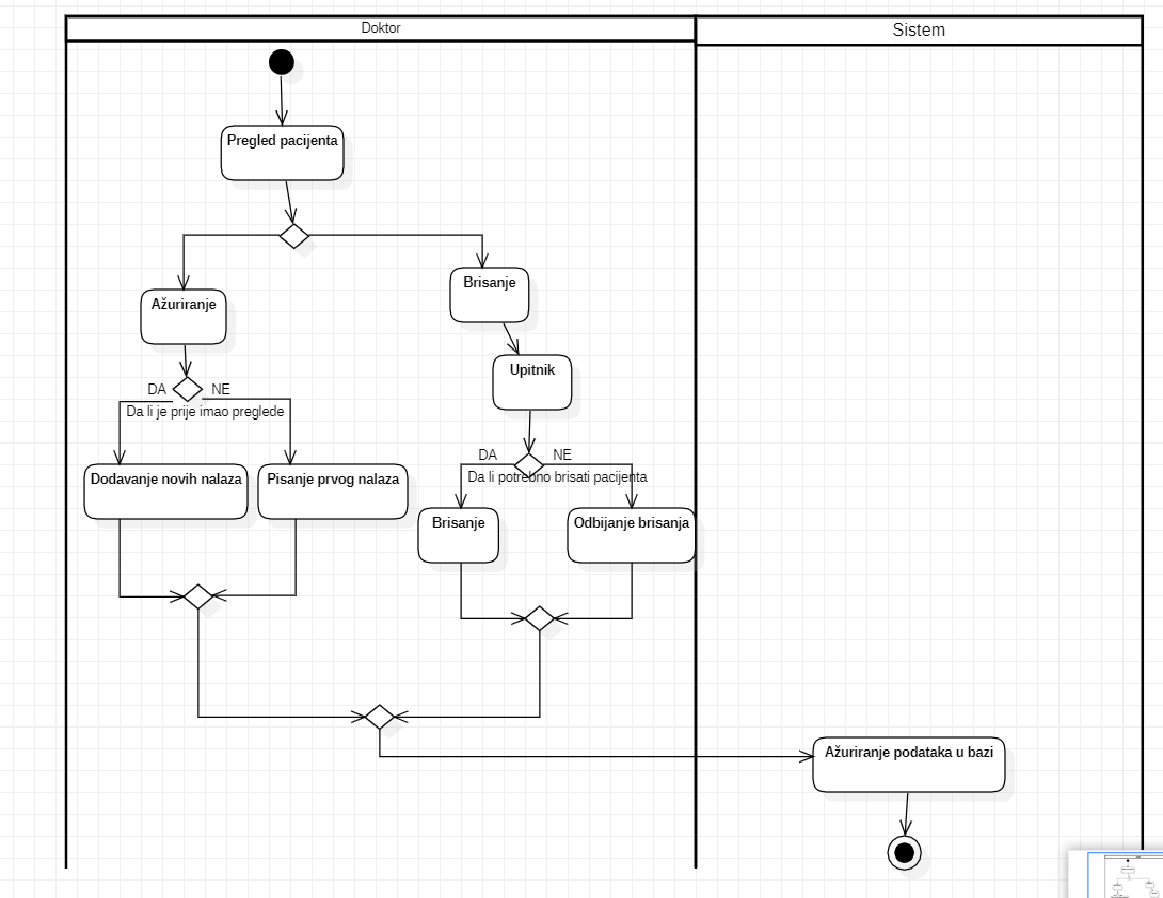 Doktor
Sistem
Pregled pacijenta
Brisanje
Ažuriranje
Upitnik
DA
NE
Da li je prije imao preglede
DA
NE
Da li potrebno brisati pacijenta
Dodavanje novih nalaza
Pisanje prvog nalaza
Brisanje
Odbijanje brisanja
Ažuriranje podataka u bazi